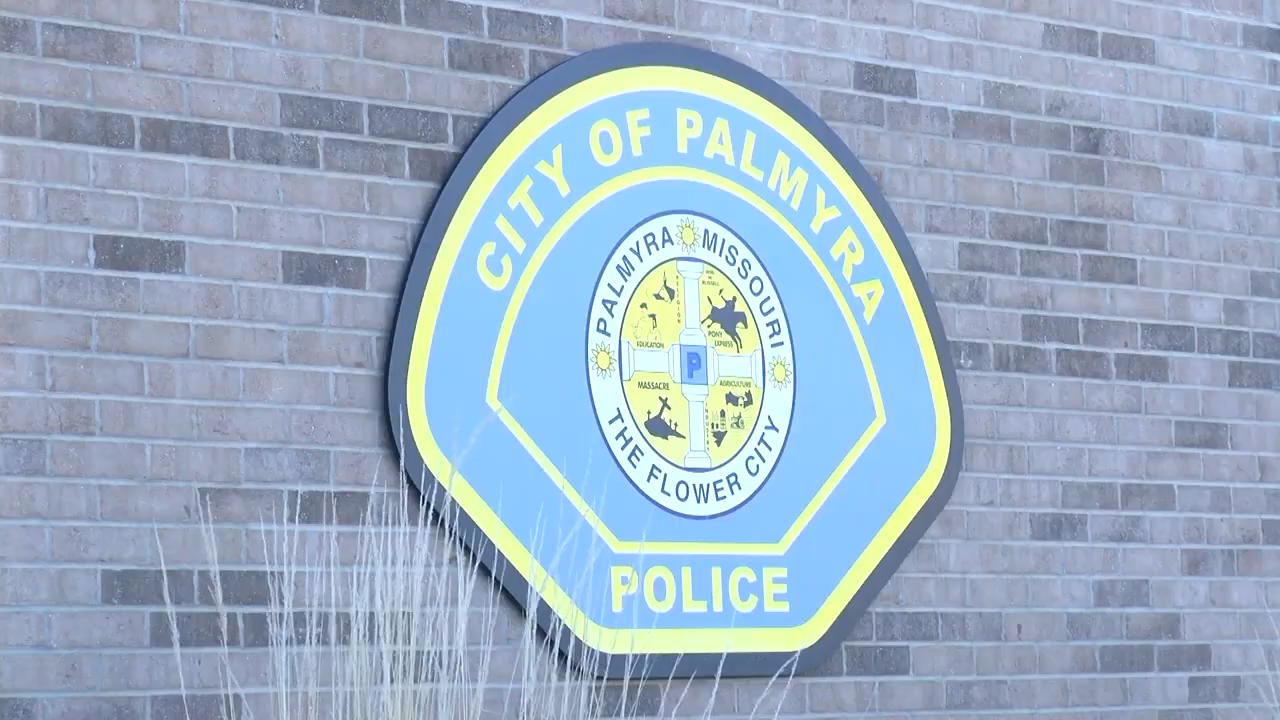 CITY OF PALMYRA
PALMYRA MISSOURI
PONY
EXPRESS
EDUCATION
P
MASSACRE
AGRICULTURE
THE FLOWER CITY
POLICE